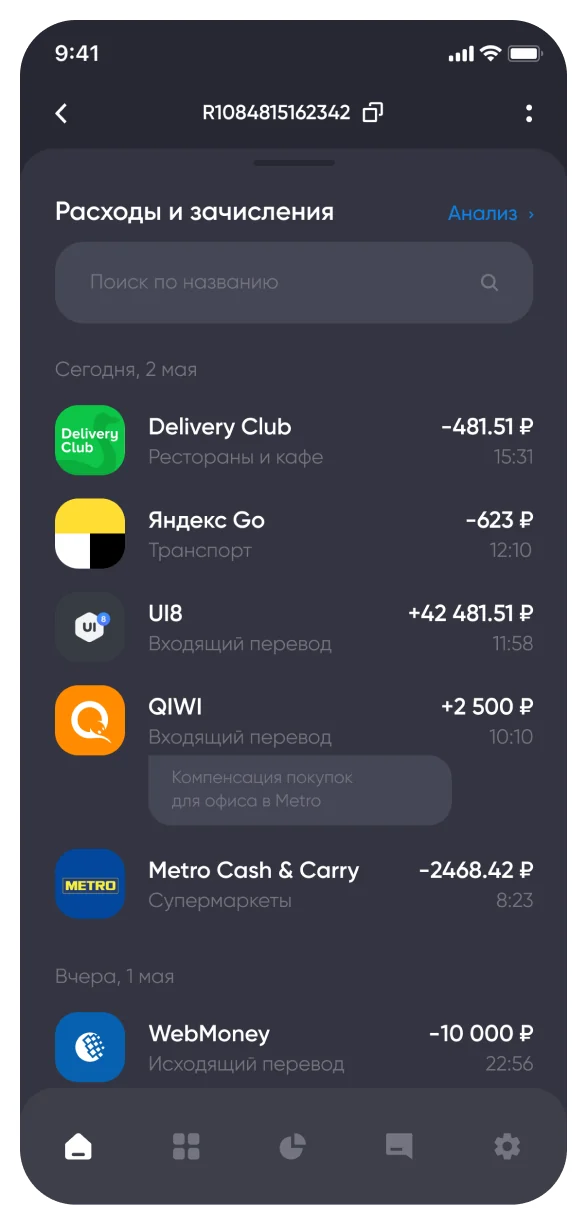 9:41
R1084815162342
Расходы и зачисления
Анализ ›
Поиск по названию
Сегодня, 2 мая
Delivery Club
Delivery Club -481.51 ₽
Рестораны и кафе 15:31
Яндекс Go -623 ₽
Транспорт 12:10
UI 8
UI8 +42 481.51 ₽
Входящий перевод 11:58
QIWI +2 500 ₽
Входящий перевод 10:10
Компенсация покупок
для офиса в Metro
METRO
Metro Cash & Carry -2468.42 ₽
Супермаркеты 8:23
Вчера, 1 мая
WebMoney -10 000 ₽
Исходящий перевод 22:56